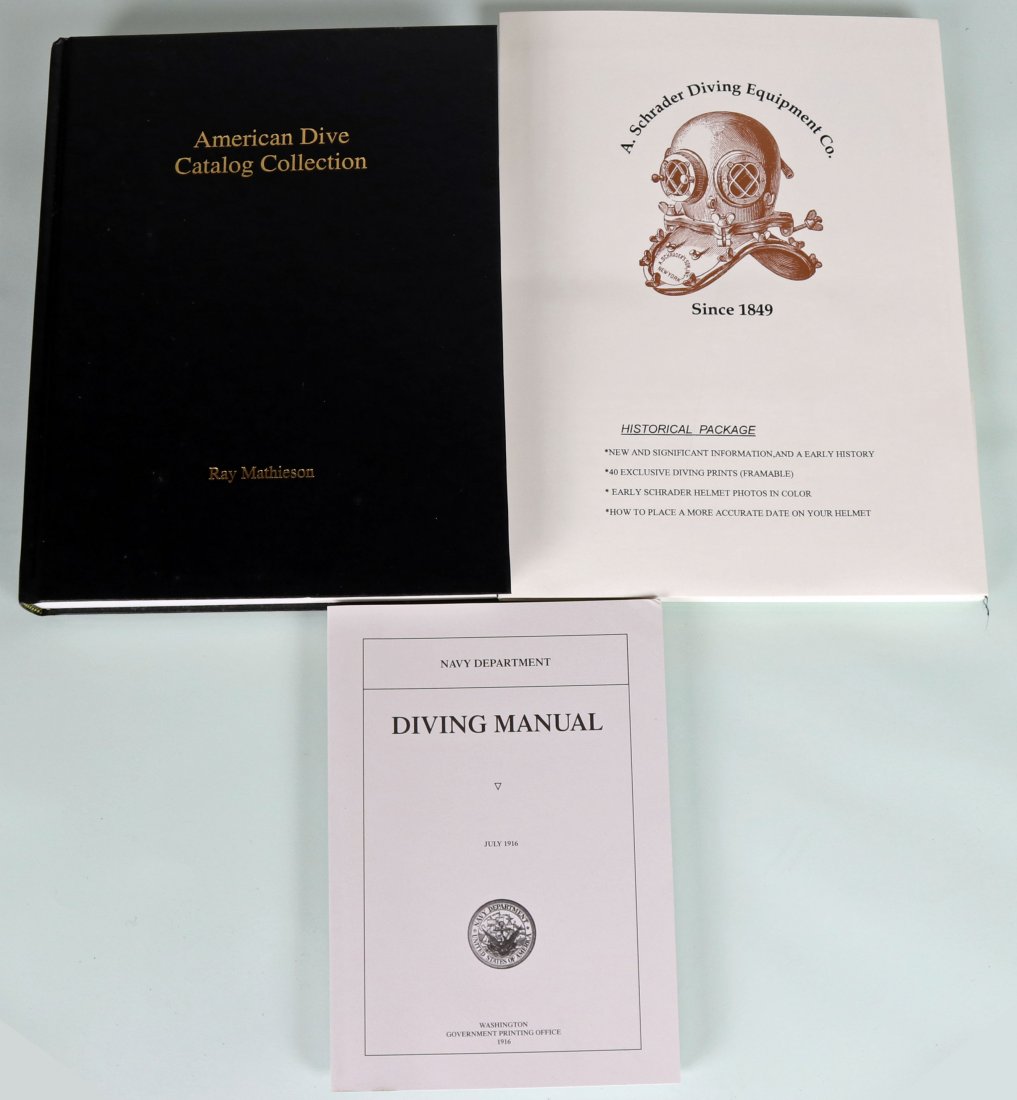 American Dive
Catalog Collection
Ray Mathieson
A. Schrader Diving Equipment Co.
A. SCHRADER'S SON, INC.
NEW YORK
Since 1849
HISTORICAL PACKAGE
*NEW AND SIGNIFICANT INFORMATION,AND A EARLY HISTORY
*40 EXCLUSIVE DIVING PRINTS (FRAMABLE)
* EARLY SCHRADER HELMET PHOTOS IN COLOR
*HOW TO PLACE A MORE ACCURATE DATE ON YOUR HELMET
NAVY DEPARTMENT
DIVING MANUAL
JULY 1916
NAVY DEPARTMENT
UNITED STATES OF AMERICA
WASHINGTON
GOVERNMENT PRINTING OFFICE
1916